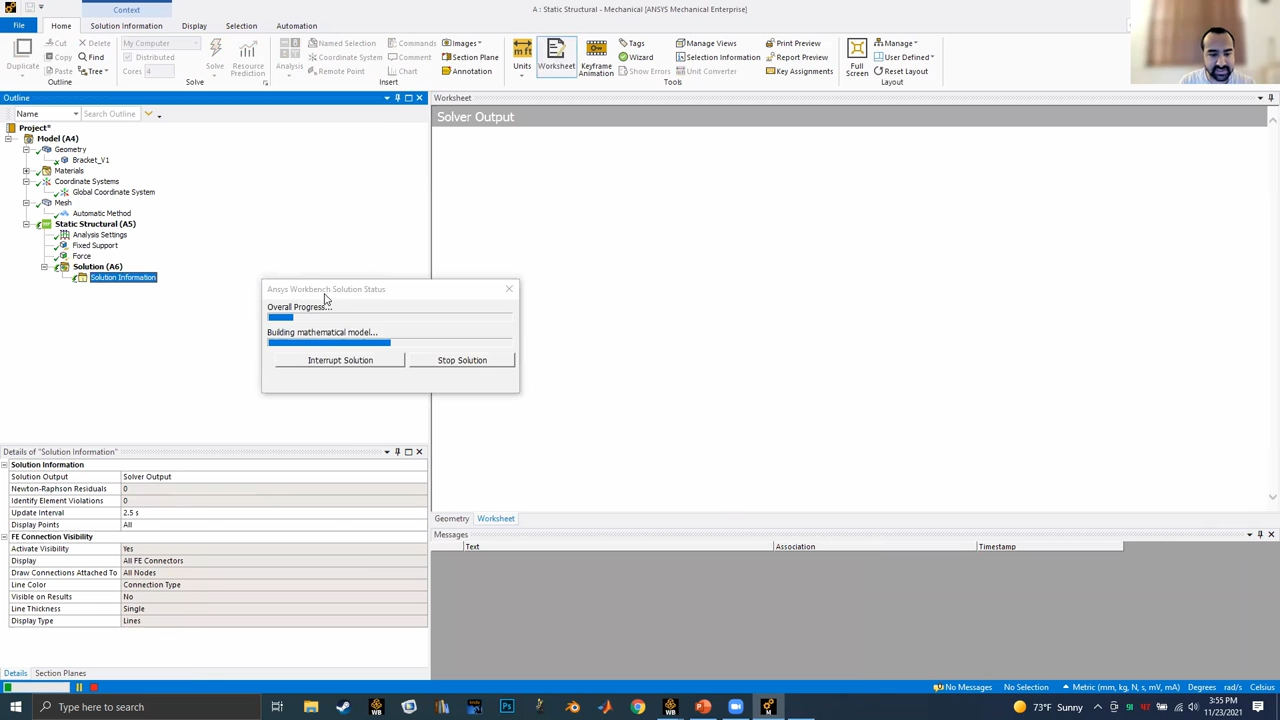 Context
A : Static Structural - Mechanical [ANSYS Mechanical Enterprise]
File Home Solution Information Display Selection Automation
Cut Delete My Computer Named Selection Commands Images Tags Manage Views Print Preview Manage
Duplicate Copy Find Distributed Solve Resource Prediction Analysis Coordinate System Comment Section Plane Units Worksheet Keyframe Animation Wizard Selection Information Report Preview Full Screen User Defined
Paste Tree Cores 4 Remote Point Chart Annotation Show Errors Unit Converter Key Assignments Reset Layout
Outline Solve Insert Tools Layout
Outline
Name Search Outline
Project*
Model (A4)
Geometry
Bracket_V1
Materials
Coordinate Systems
Global Coordinate System
Mesh
Automatic Method
Static Structural (A5)
Analysis Settings
Fixed Support
Force
Solution (A6)
Solution Information
Worksheet
Solver Output
Ansys Workbench Solution Status
Overall Progress...
Building mathematical model...
Interrupt Solution Stop Solution
Details of "Solution Information"
Solution Information
Solution Output Solver Output
Newton-Raphson Residuals 0
Identify Element Violations 0
Update Interval 2.5 s
Display Points All
FE Connection Visibility
Activate Visibility Yes
Display All FE Connectors
Draw Connections Attached To All Nodes
Line Color Connection Type
Visible on Results No
Line Thickness Single
Display Type Lines
Details Section Planes
Geometry Worksheet
Messages
Text Association Timestamp
No Messages No Selection Metric (mm, kg, N, s, mV, mA) Degrees rad/s Celsius
Type here to search
73°F Sunny
3:55 PM
11/23/2021